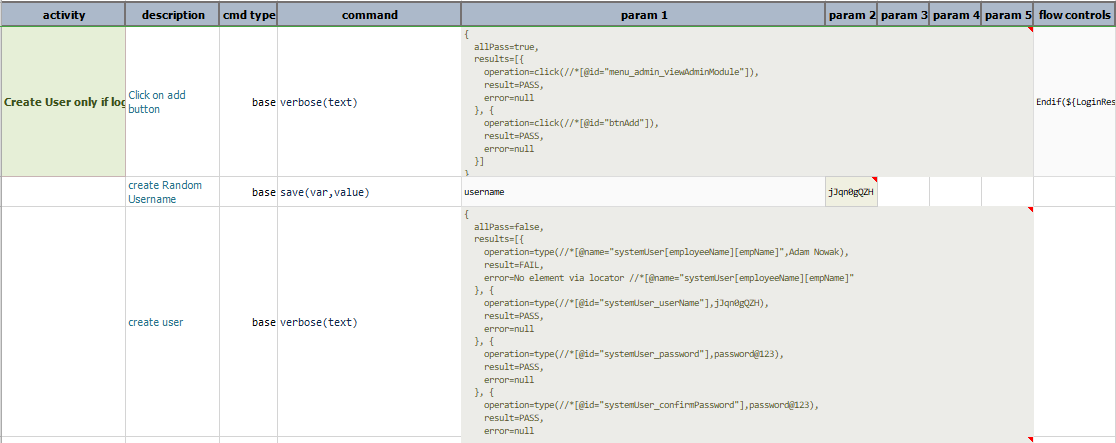 activity description cmd type command param 1 param 2 param 3 param 4 param 5 flow controls
Create User only if log
Click on add
button
base verbose(text)
{
allPass=true,
results=[{
operation=click(//*[@id="menu_admin_viewAdminModule"]),
result=PASS,
error=null
}, {
operation=click(//*[@id="btnAdd"]),
result=PASS,
error=null
}]
}
Endif(${LoginRes
create Random
Username
base save(var,value) username jJqn0gQZH
create user
base verbose(text)
{
allPass=false,
results=[{
operation=type(//*[@name="systemUser[employeeName][empName]",Adam Nowak),
result=FAIL,
error=No element via locator //*[@name="systemUser[employeeName][empName]"
}, {
operation=type(//*[@id="systemUser_userName"],jJqn0gQZH),
result=PASS,
error=null
}, {
operation=type(//*[@id="systemUser_password"],password@123),
result=PASS,
error=null
}, {
operation=type(//*[@id="systemUser_confirmPassword"],password@123),
result=PASS,
error=null